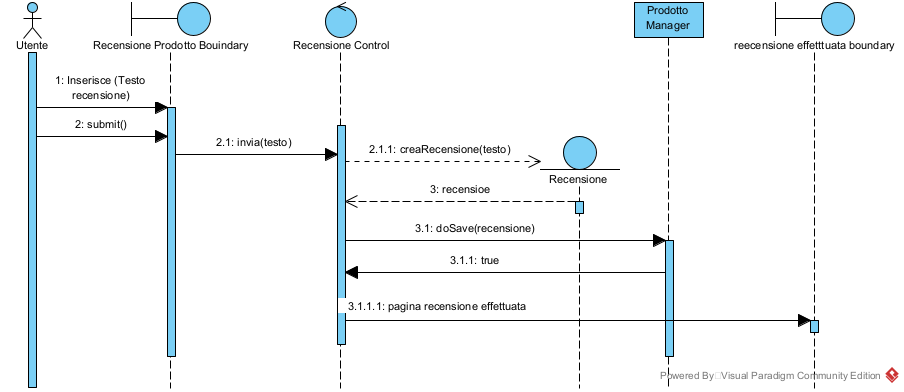 Prodotto
Manager
Utente
Recensione Prodotto Bouindary
Recensione Control
reecensione effetttuata boundary
1: Inserisce (Testo
recensione)
2: submit()
2.1: invia(testo)
2.1.1: creaRecensione(testo)
Recensione
3: recensioe
3.1: doSave(recensione)
3.1.1: true
3.1.1.1: pagina recensione effettuata
Powered By Visual Paradigm Community Edition